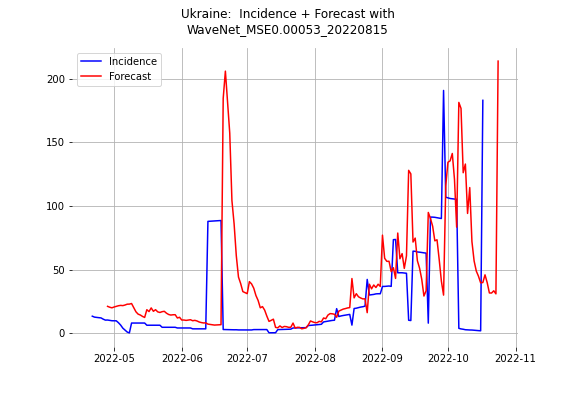 Ukraine:  Incidence + Forecast with
WaveNet_MSE0.00053_20220815
Incidence
Forecast
200
150
100
50
0
2022-05 2022-06 2022-07 2022-08 2022-09 2022-10 2022-11